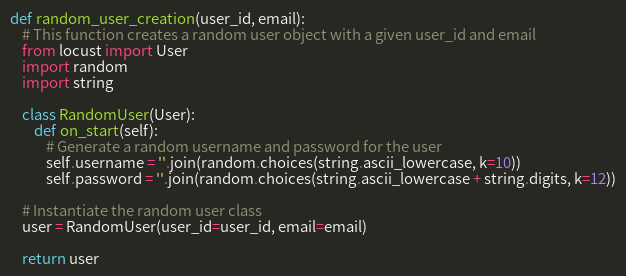 def random_user_creation(user_id, email):
    # This function creates a random user object with a given user_id and email
    from locust import User
    import random
    import string

    class RandomUser(User):
        def on_start(self):
            # Generate a random username and password for the user
            self.username = ''.join(random.choices(string.ascii_lowercase, k=10))
            self.password = ''.join(random.choices(string.ascii_lowercase + string.digits, k=12))

    # Instantiate the random user class
    user = RandomUser(user_id=user_id, email=email)

    return user